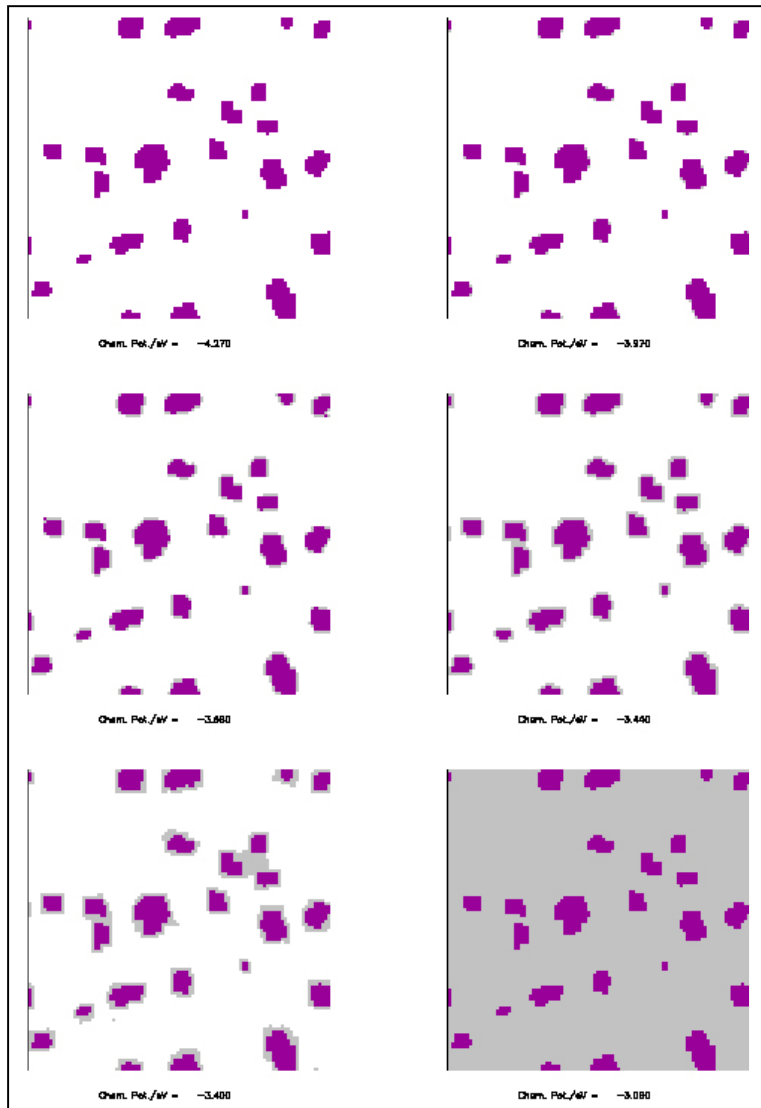 Chem. Pot./eV =   -4.270
Chem. Pot./eV =   -3.970
Chem. Pot./eV =   -3.680
Chem. Pot./eV =   -3.440
Chem. Pot./eV =   -3.400
Chem. Pot./eV =   -3.080